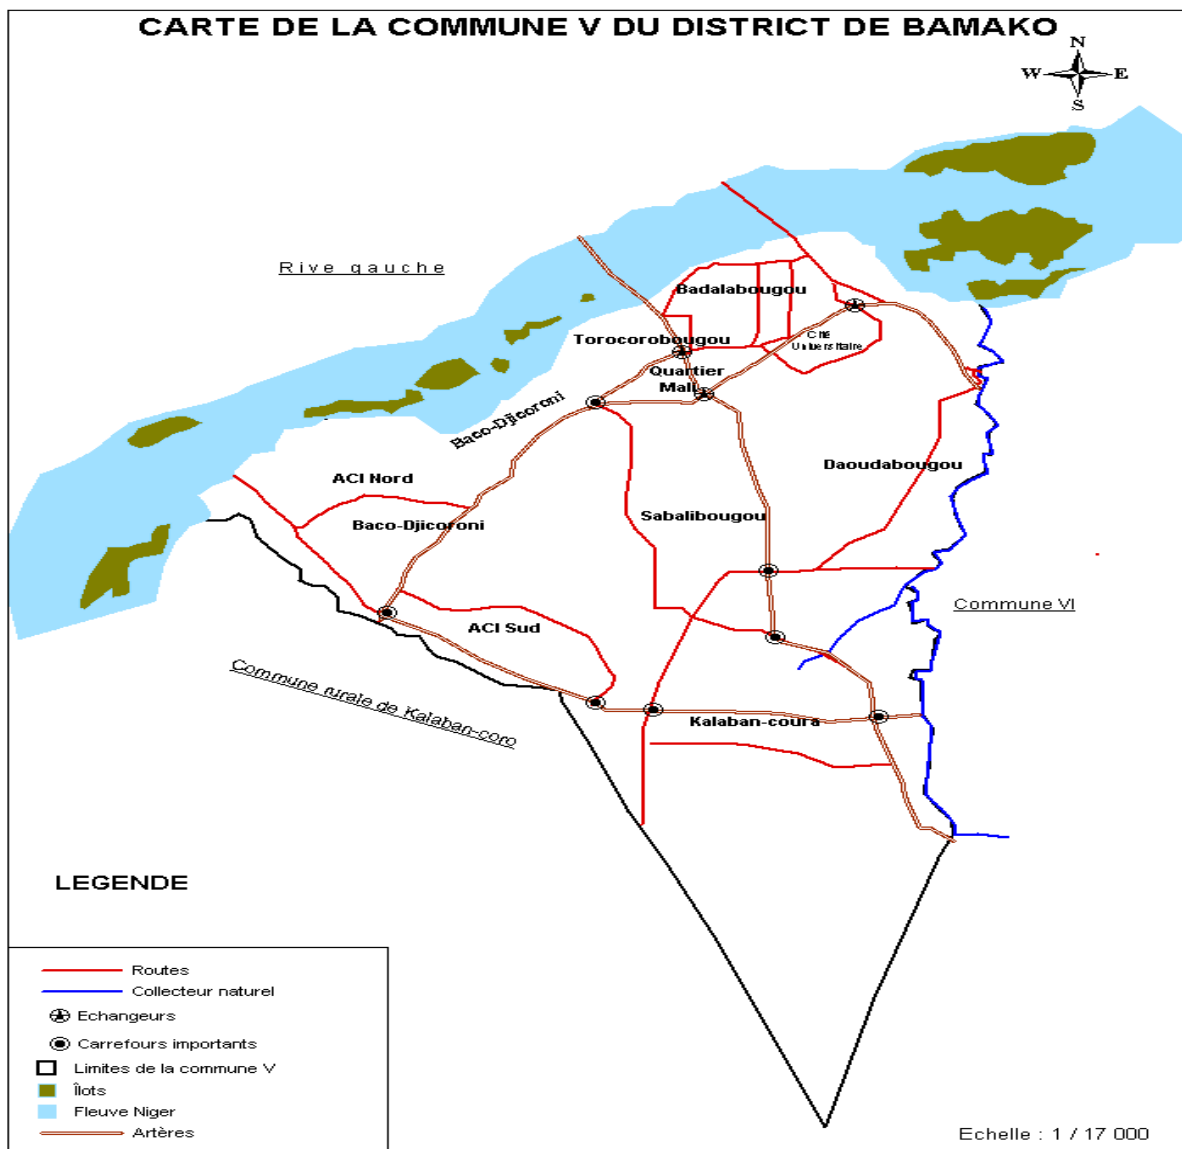 CARTE DE LA COMMUNE V DU DISTRICT DE BAMAKO
N
W
E
S
Rive gauche
Badalabougou
Torocorobougou
Cité
Universitaire
Quartier
Mali
Baco-Djicoroni
ACI Nord
Daoudabougou
Baco-Djicoroni
Sabalibougou
Commune VI
ACI Sud
Commune rurale de Kalaban-coro
Kalaban-coura
LEGENDE
Routes
Collecteur naturel
Echangeurs
Carrefours importants
Limites de la commune V
Îlots
Fleuve Niger
Artères
Echelle : 1 / 17 000